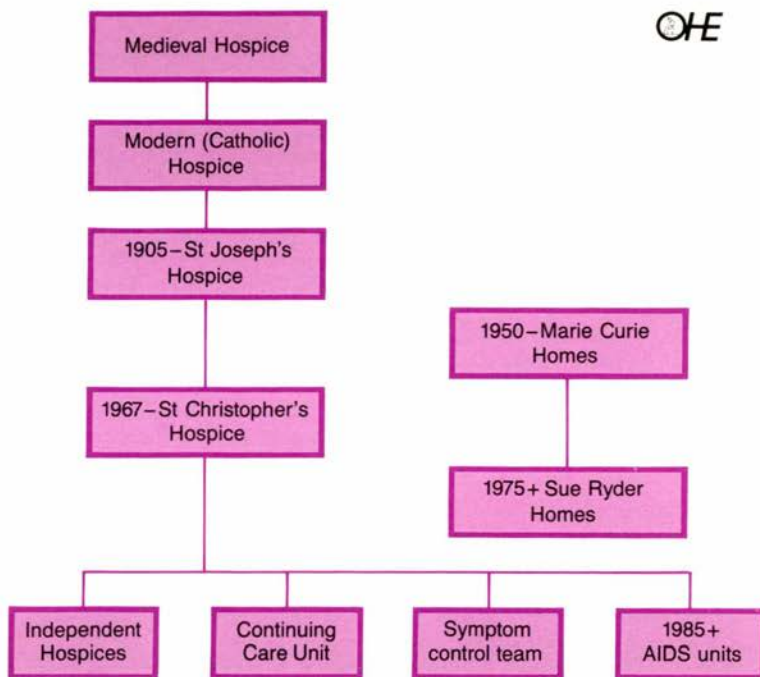 OHE
Medieval Hospice
Modern (Catholic)
Hospice
1905–St Joseph's
Hospice
1950–Marie Curie
Homes
1967–St Christopher's
Hospice
1975+ Sue Ryder
Homes
Independent
Hospices
Continuing
Care Unit
Symptom
control team
1985+
AIDS units